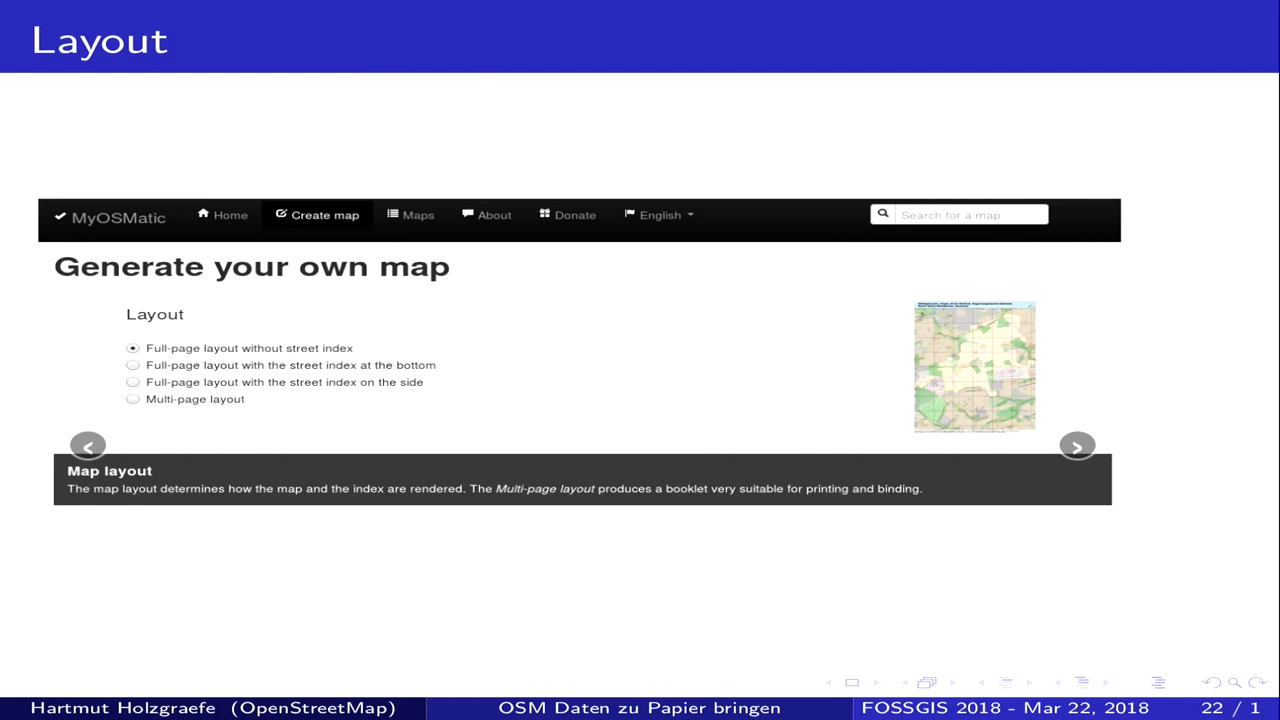 Layout
MyOSMatic Home Create map Maps About Donate English Search for a map
Generate your own map
Layout
Full-page layout without street index
Full-page layout with the street index at the bottom
Full-page layout with the street index on the side
Multi-page layout
Map layout
The map layout determines how the map and the index are rendered. The Multi-page layout produces a booklet very suitable for printing and binding.
Hartmut Holzgraefe (OpenStreetMap) OSM Daten zu Papier bringen FOSSGIS 2018 - Mar 22, 2018 22 / 1